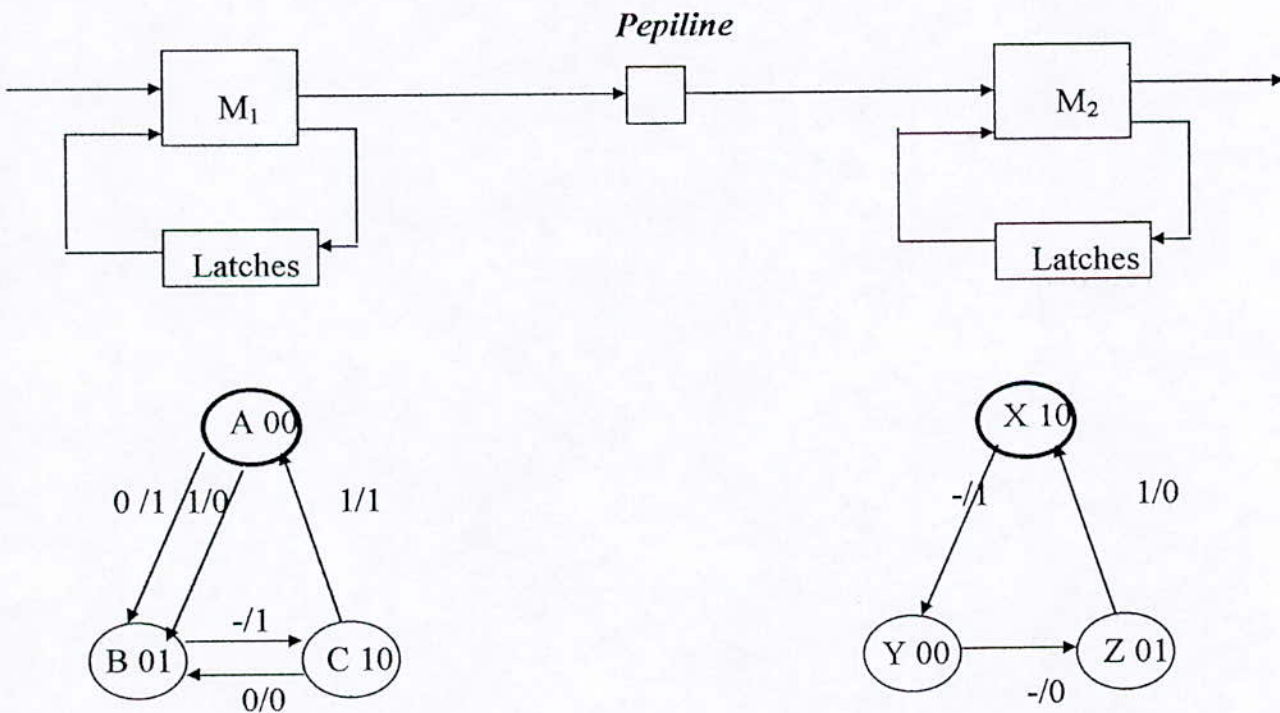 Pepiline
M₁
M₂
Latches
Latches
A 00
X 10
0 /1
1/0
1/1
-/1
1/0
B 01
-/1
C 10
0/0
Y 00
-/0
Z 01